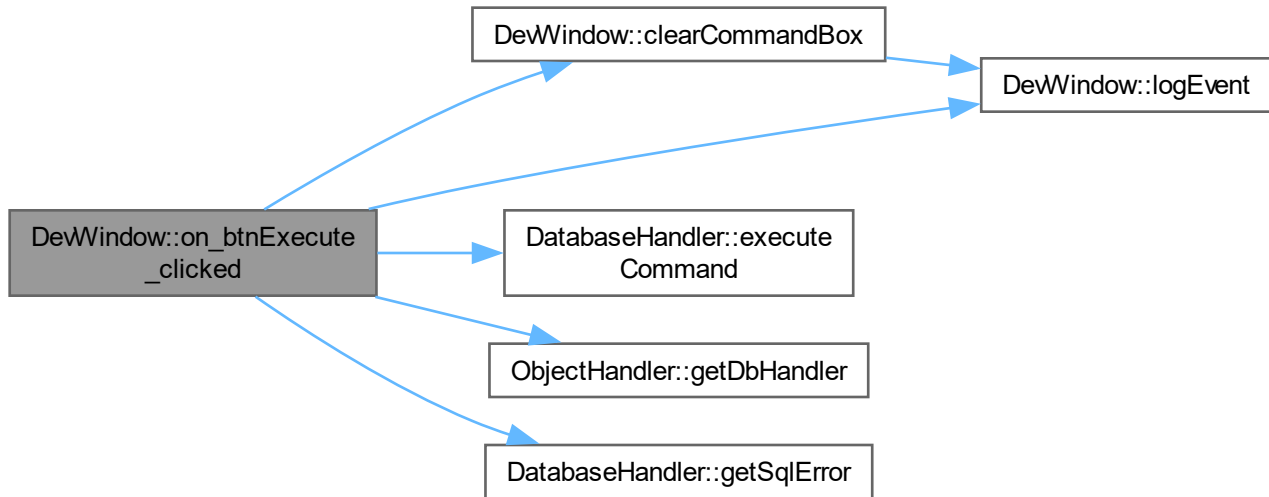 DevWindow::clearCommandBox
DevWindow::logEvent
DevWindow::on_btnExecute
_clicked
DatabaseHandler::execute
Command
ObjectHandler::getDbHandler
DatabaseHandler::getSqlError